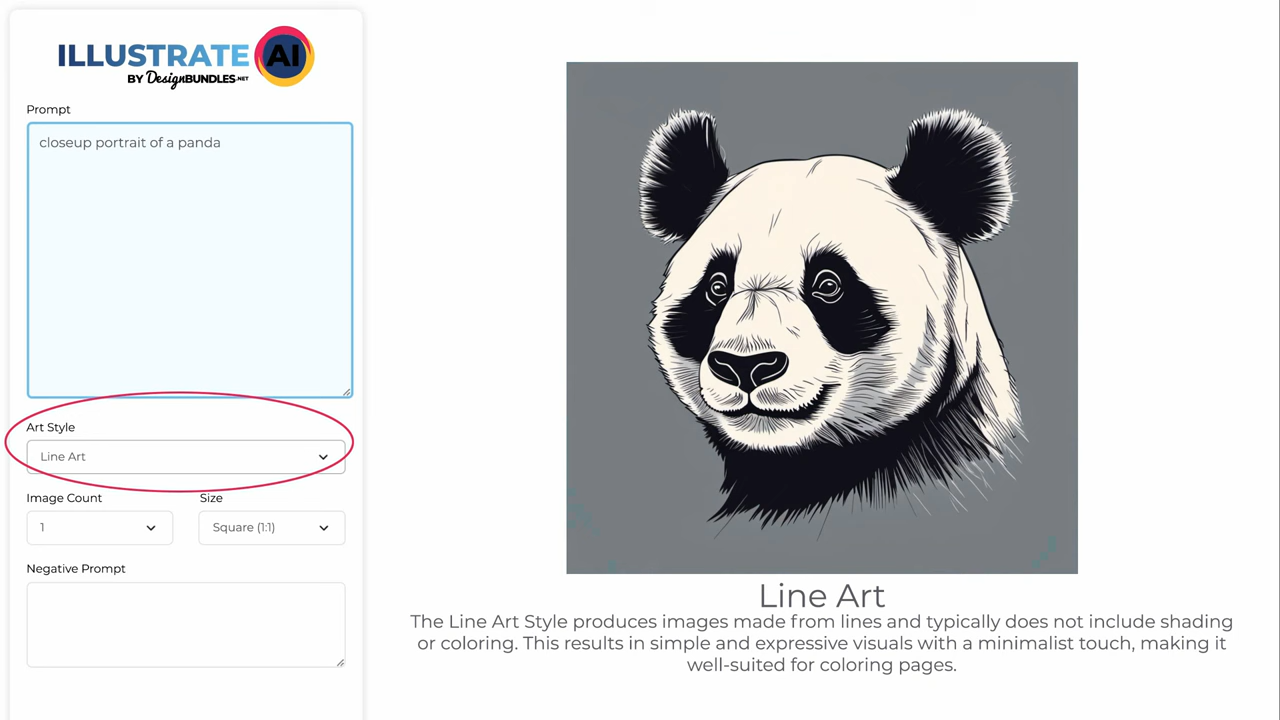 ILLUSTRATE AI
BY DesignBUNDLES.NET
Prompt
closeup portrait of a panda
Art Style
Line Art
Image Count
Size
1
Square (1:1)
Negative Prompt
Line Art
The Line Art Style produces images made from lines and typically does not include shading
or coloring. This results in simple and expressive visuals with a minimalist touch, making it
well-suited for coloring pages.